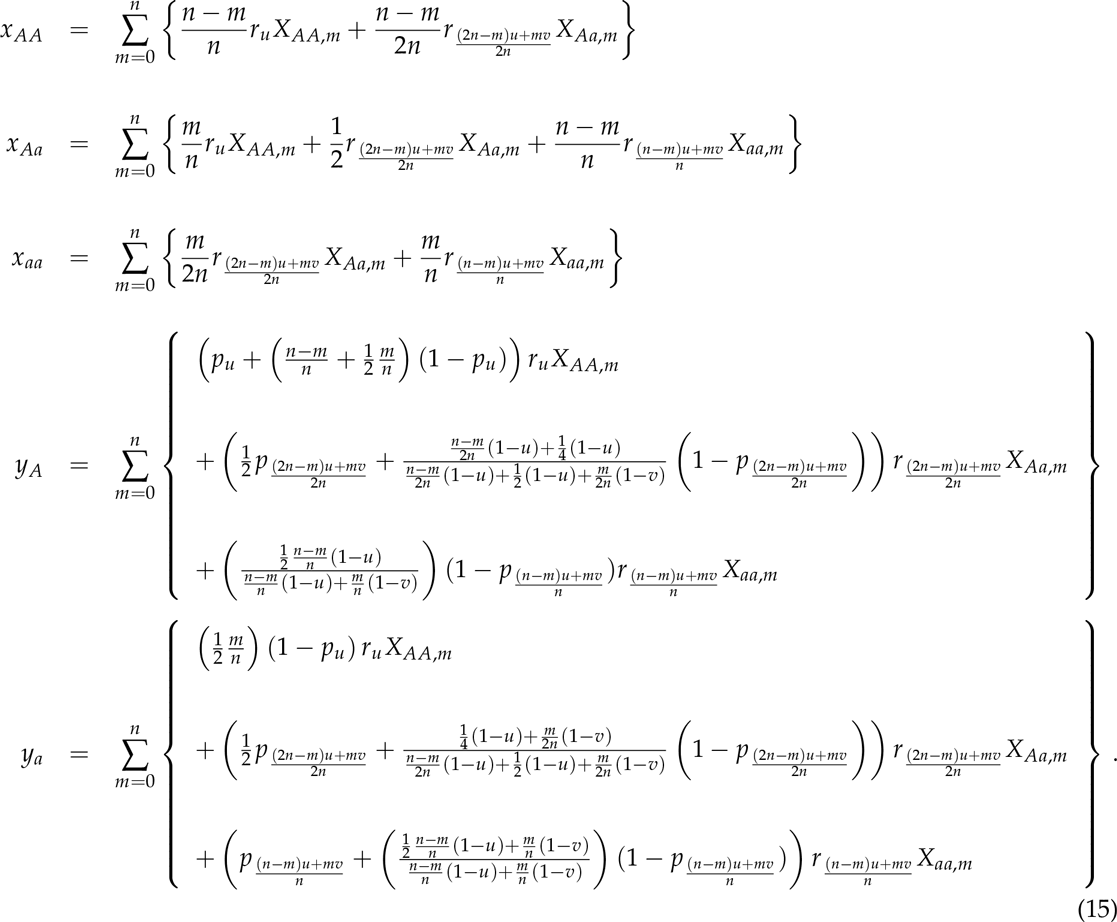 x_{AA} = \sum_{m=0}^{n} \left\{ \frac{n-m}{n} r_u X_{AA,m} + \frac{n-m}{2n} r_{\frac{(2n-m)u+mv}{2n}} X_{Aa,m} \right\}
x_{Aa} = \sum_{m=0}^{n} \left\{ \frac{m}{n} r_u X_{AA,m} + \frac{1}{2} r_{\frac{(2n-m)u+mv}{2n}} X_{Aa,m} + \frac{n-m}{n} r_{\frac{(n-m)u+mv}{n}} X_{aa,m} \right\}
x_{aa} = \sum_{m=0}^{n} \left\{ \frac{m}{2n} r_{\frac{(2n-m)u+mv}{2n}} X_{Aa,m} + \frac{m}{n} r_{\frac{(n-m)u+mv}{n}} X_{aa,m} \right\}
y_A = \sum_{m=0}^{n} \left\{ \left( p_u + \left( \frac{n-m}{n} + \frac{1}{2} \frac{m}{n} \right) (1 - p_u) \right) r_u X_{AA,m}
+ \left( \frac{1}{2} p_{\frac{(2n-m)u+mv}{2n}} + \frac{\frac{n-m}{2n}(1-u)+\frac{1}{4}(1-u)}{\frac{n-m}{2n}(1-u)+\frac{1}{2}(1-u)+\frac{m}{2n}(1-v)} \left( 1 - p_{\frac{(2n-m)u+mv}{2n}} \right) \right) r_{\frac{(2n-m)u+mv}{2n}} X_{Aa,m}
+ \left( \frac{\frac{1}{2}\frac{n-m}{n}(1-u)}{\frac{n-m}{n}(1-u)+\frac{m}{n}(1-v)} \right) (1 - p_{\frac{(n-m)u+mv}{n}}) r_{\frac{(n-m)u+mv}{n}} X_{aa,m} \right\}
y_a = \sum_{m=0}^{n} \left\{ \left( \frac{1}{2} \frac{m}{n} \right) (1 - p_u) r_u X_{AA,m}
+ \left( \frac{1}{2} p_{\frac{(2n-m)u+mv}{2n}} + \frac{\frac{1}{4}(1-u)+\frac{m}{2n}(1-v)}{\frac{n-m}{2n}(1-u)+\frac{1}{2}(1-u)+\frac{m}{2n}(1-v)} \left( 1 - p_{\frac{(2n-m)u+mv}{2n}} \right) \right) r_{\frac{(2n-m)u+mv}{2n}} X_{Aa,m}
+ \left( p_{\frac{(n-m)u+mv}{n}} + \left( \frac{\frac{1}{2}\frac{n-m}{n}(1-u)+\frac{m}{n}(1-v)}{\frac{n-m}{n}(1-u)+\frac{m}{n}(1-v)} \right) (1 - p_{\frac{(n-m)u+mv}{n}}) \right) r_{\frac{(n-m)u+mv}{n}} X_{aa,m} \right\} .
(15)